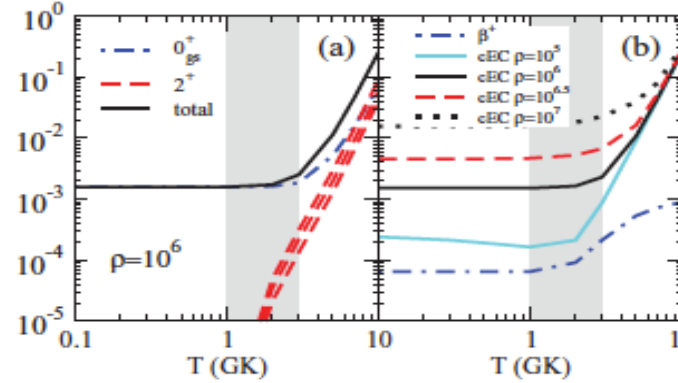 10^0
10^-1
10^-2
10^-3
10^-4
10^-5
0^+_gs
2^+
total
(a)
ρ=10^6
β^+
cEC ρ=10^5
cEC ρ=10^6
cEC ρ=10^6.5
cEC ρ=10^7
(b)
0.1 1 10 1 1
T (GK) T (GK)